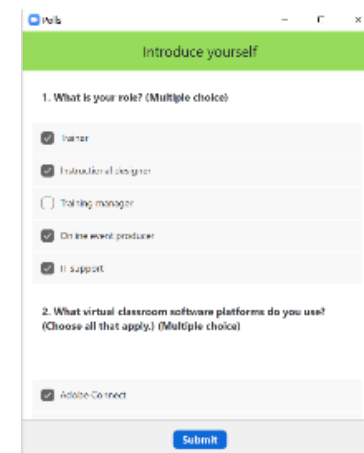 Polls
Introduce yourself
1. What is your role? (Multiple choice)
Trainer
Instructional designer
Training manager
Online event producer
IT support
2. What virtual classroom software platforms do you use?
(Choose all that apply.) (Multiple choice)
Adobe Connect
Submit